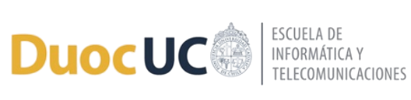 DuocUC
ESCUELA DE
INFORMÁTICA Y
TELECOMUNICACIONES